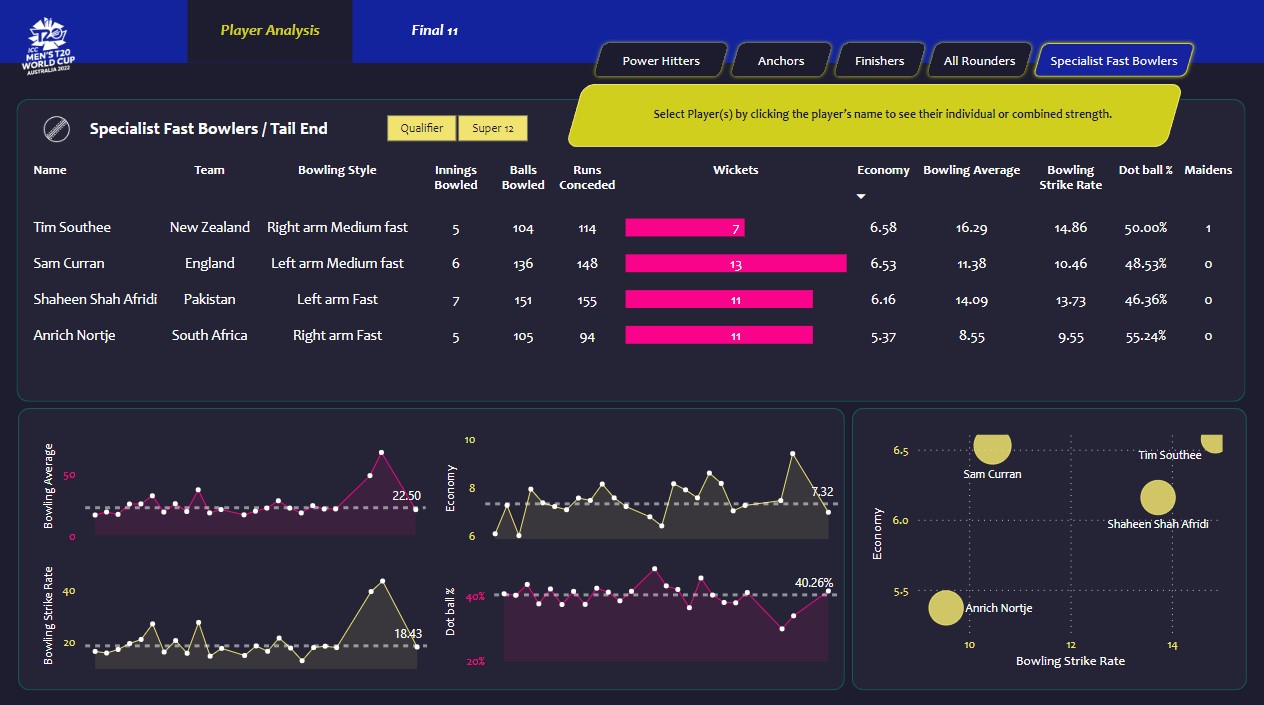 ICC
MEN'S T20
WORLD CUP
AUSTRALIA 2022
Player Analysis
Final 11
Power Hitters
Anchors
Finishers
All Rounders
Specialist Fast Bowlers
Select Player(s) by clicking the player's name to see their individual or combined strength.
Specialist Fast Bowlers / Tail End
Qualifier
Super 12
Name Team Bowling Style Innings Bowled Balls Bowled Runs Conceded Wickets Economy Bowling Average Bowling Strike Rate Dot ball % Maidens
Tim Southee New Zealand Right arm Medium fast 5 104 114 7 6.58 16.29 14.86 50.00% 1
Sam Curran England Left arm Medium fast 6 136 148 13 6.53 11.38 10.46 48.53% 0
Shaheen Shah Afridi Pakistan Left arm Fast 7 151 155 11 6.16 14.09 13.73 46.36% 0
Anrich Nortje South Africa Right arm Fast 5 105 94 11 5.37 8.55 9.55 55.24% 0
Bowling Average
50
0
22.50
Economy
10
8
6
7.32
Bowling Strike Rate
40
20
18.43
Dot ball %
40%
20%
40.26%
Economy
6.5
6.0
5.5
Sam Curran
Tim Southee
Shaheen Shah Afridi
Anrich Nortje
10 12 14
Bowling Strike Rate